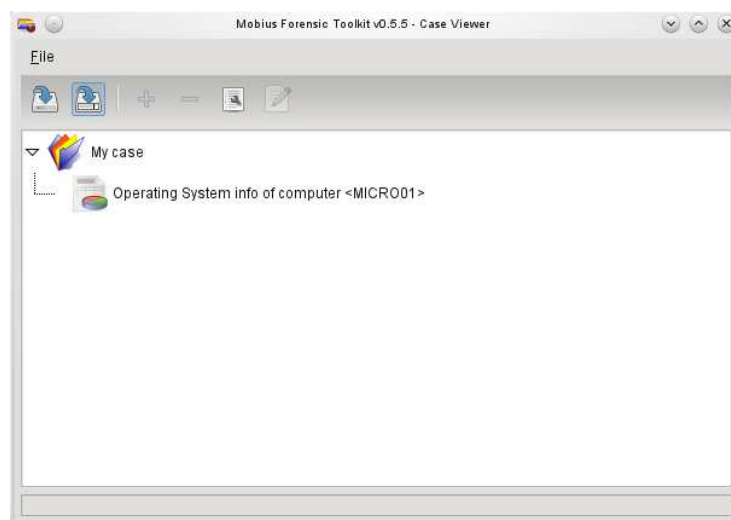 Mobius Forensic Toolkit v0.5.5 - Case Viewer
File
My case
Operating System info of computer <MICRO01>